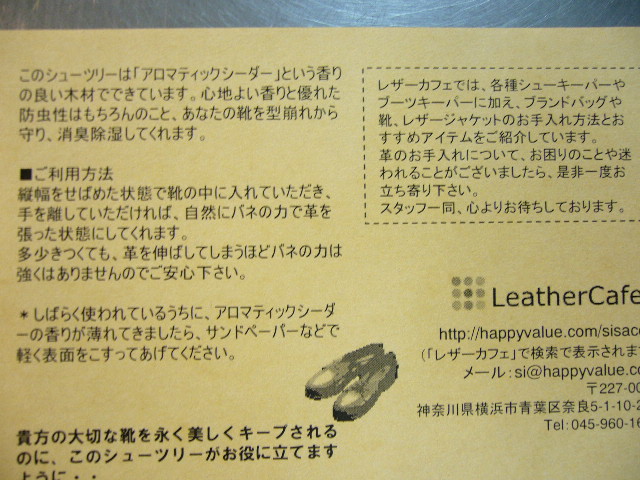 このシューツリーは「アロマティックシーダー」という香り
の良い木材でできています。心地よい香りと優れた
防虫性はもちろんのこと、あなたの靴を型崩れから
守り、消臭除湿してくれます。
■ご利用方法
縦幅をせばめた状態で靴の中に入れていただき、
手を離していただければ、自然にバネの力で革を
張った状態にしてくれます。
多少きつくても、革を伸ばしてしまうほどバネの力は
強くはありませんのでご安心下さい。
＊しばらく使われているうちに、アロマティックシーダ
ーの香りが薄れてきましたら、サンドペーパーなどで
軽く表面をこすってあげてください。
貴方の大切な靴を永く美しくキープされる
のに、このシューツリーがお役に立てます
ように・・
レザーカフェでは、各種シューキーパーや
ブーツキーパーに加え、ブランドバッグや
靴、レザージャケットのお手入れ方法とお
すすめアイテムをご紹介しています。
革のお手入れについて、お困りのことや迷
われることがございましたら、是非一度お
立ち寄り下さい。
スタッフ一同、心よりお待ちしております。
LeatherCafe
http://happyvalue.com/sisaco
(「レザーカフェ」で検索で表示されます
メール：si@happyvalue.co
〒227-00
神奈川県横浜市青葉区奈良5-1-10-2
Tel：045-960-16